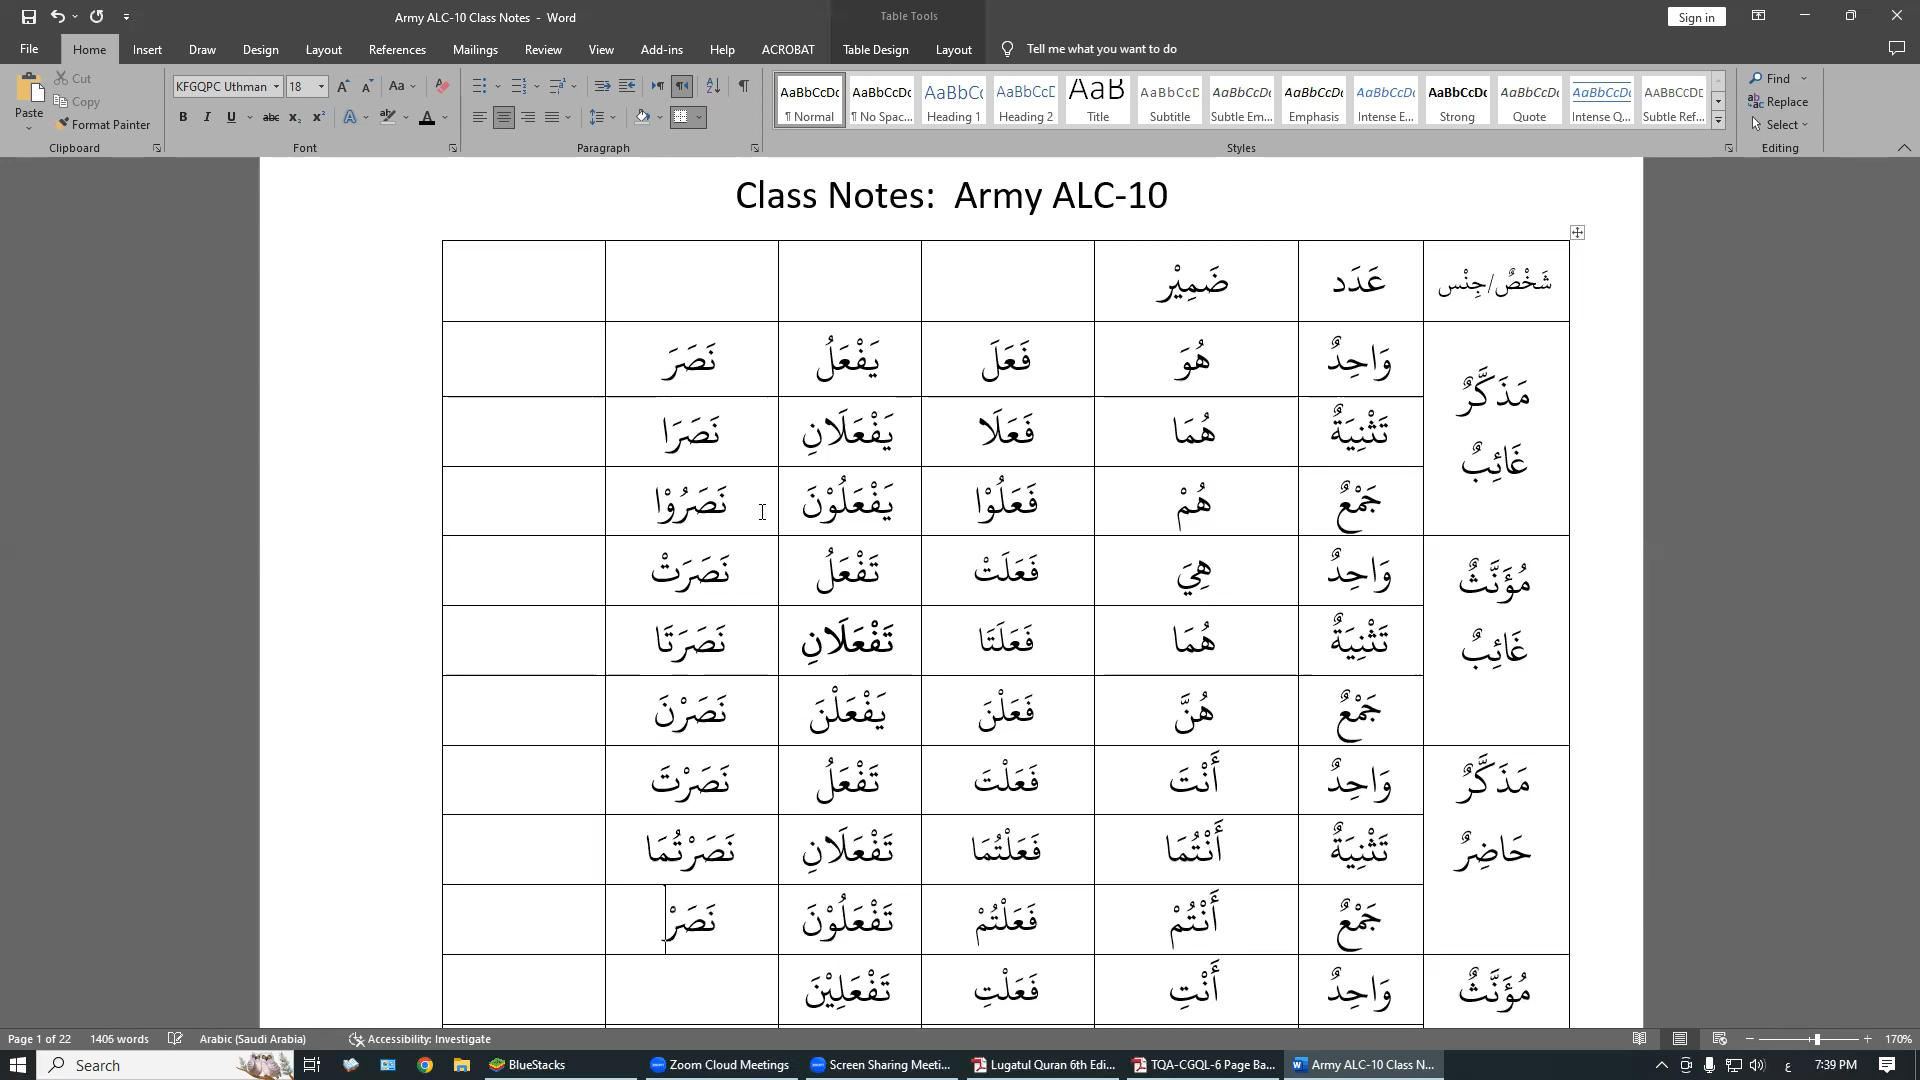 Army ALC-10 Class Notes - Word
Table Tools
Sign in
File Home Insert Draw Design Layout References Mailings Review View Add-ins Help ACROBAT Table Design Layout Tell me what you want to do
Paste
Cut
Copy
Format Painter
Clipboard
KFGQPC Uthman 18
Font
Paragraph
AaBbCcDc ¶ Normal
AaBbCcDc ¶ No Spac...
AaBbCc Heading 1
AaBbCcD Heading 2
AaB Title
AaBbCcD Subtitle
AaBbCcDc Subtle Em...
AaBbCcDc Emphasis
AaBbCcDc Intense E...
AaBbCcDc Strong
AaBbCcDc Quote
AaBbCcDc Intense Q...
AABBCCDE Subtle Ref...
Styles
Find
Replace
Select
Editing
Class Notes: Army ALC-10
شَخْصٌ/جِنْس عَدَد ضَمِيْر
مَذَكَّرٌ غَائِبٌ
وَاحِدٌ هُوَ فَعَلَ يَفْعَلُ نَصَرَ
تَثْنِيَةٌ هُمَا فَعَلَا يَفْعَلَانِ نَصَرَا
جَمْعٌ هُمْ فَعَلُوْا يَفْعَلُوْنَ نَصَرُوْا
مُؤَنَّثٌ غَائِبٌ
وَاحِدٌ هِيَ فَعَلَتْ تَفْعَلُ نَصَرَتْ
تَثْنِيَةٌ هُمَا فَعَلَتَا تَفْعَلَانِ نَصَرَتَا
جَمْعٌ هُنَّ فَعَلْنَ يَفْعَلْنَ نَصَرْنَ
مَذَكَّرٌ حَاضِرٌ
وَاحِدٌ أَنْتَ فَعَلْتَ تَفْعَلُ نَصَرْتَ
تَثْنِيَةٌ أَنْتُمَا فَعَلْتُمَا تَفْعَلَانِ نَصَرْتُمَا
جَمْعٌ أَنْتُمْ فَعَلْتُمْ تَفْعَلُوْنَ نَصَرْ
مُؤَنَّثٌ وَاحِدٌ أَنْتِ فَعَلْتِ تَفْعَلِيْنَ
Page 1 of 22 1406 words Arabic (Saudi Arabia) Accessibility: Investigate 170%
Search BlueStacks Zoom Cloud Meetings Screen Sharing Meeti... Lugatul Quran 6th Edi... TQA-CGQL-6 Page Ba... Army ALC-10 Class N... ع 7:39 PM